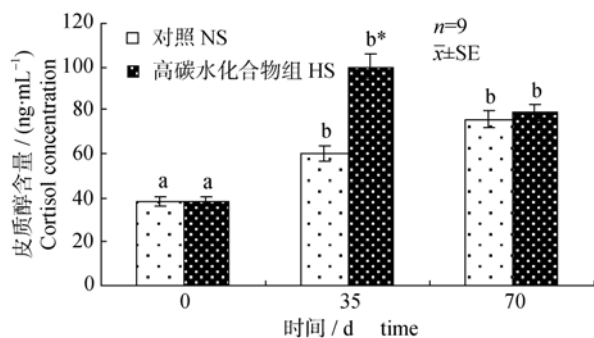 120
100
80
60
40
20
0
皮质醇含量 / (ng·mL⁻¹)
Cortisol concentration
对照 NS
高碳水化合物组 HS
n=9
x̄±SE
a a
b b*
b b
0 35 70
时间 / d time